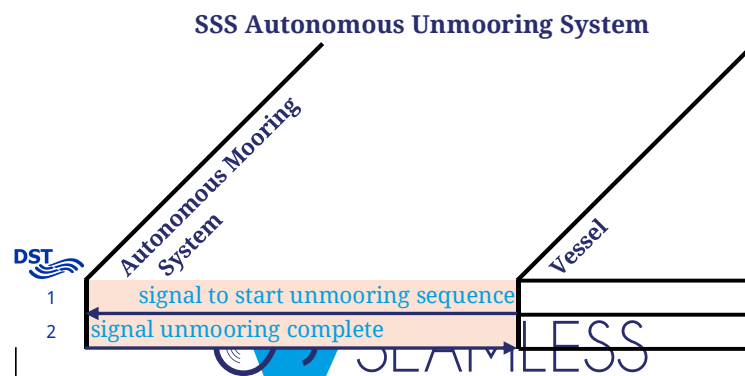 SSS Autonomous Unmooring System
Autonomous Mooring
System
Vessel
DST
1 signal to start unmooring sequence
2 signal unmooring complete
SEAMLESS